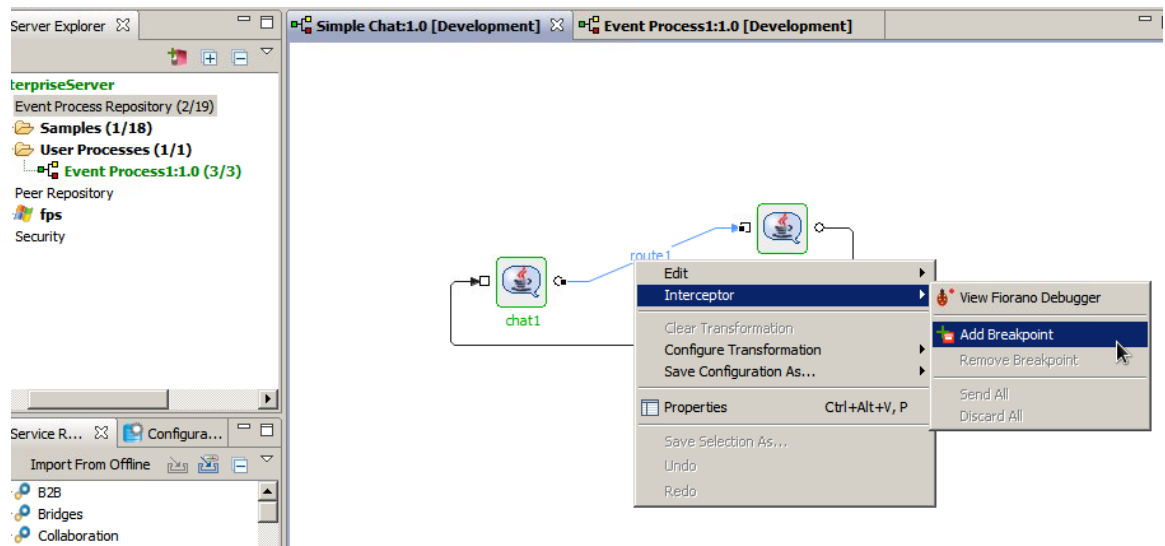 Server Explorer
Simple Chat:1.0 [Development]
Event Process1:1.0 [Development]
terpriseServer
Event Process Repository (2/19)
Samples (1/18)
User Processes (1/1)
Event Process1:1.0 (3/3)
Peer Repository
fps
Security
route1
chat1
Edit
Interceptor
Clear Transformation
Configure Transformation
Save Configuration As...
Properties Ctrl+Alt+V, P
Save Selection As...
Undo
Redo
View Fiorano Debugger
Add Breakpoint
Remove Breakpoint
Send All
Discard All
Service R...
Configura...
Import From Offline
B2B
Bridges
Collaboration